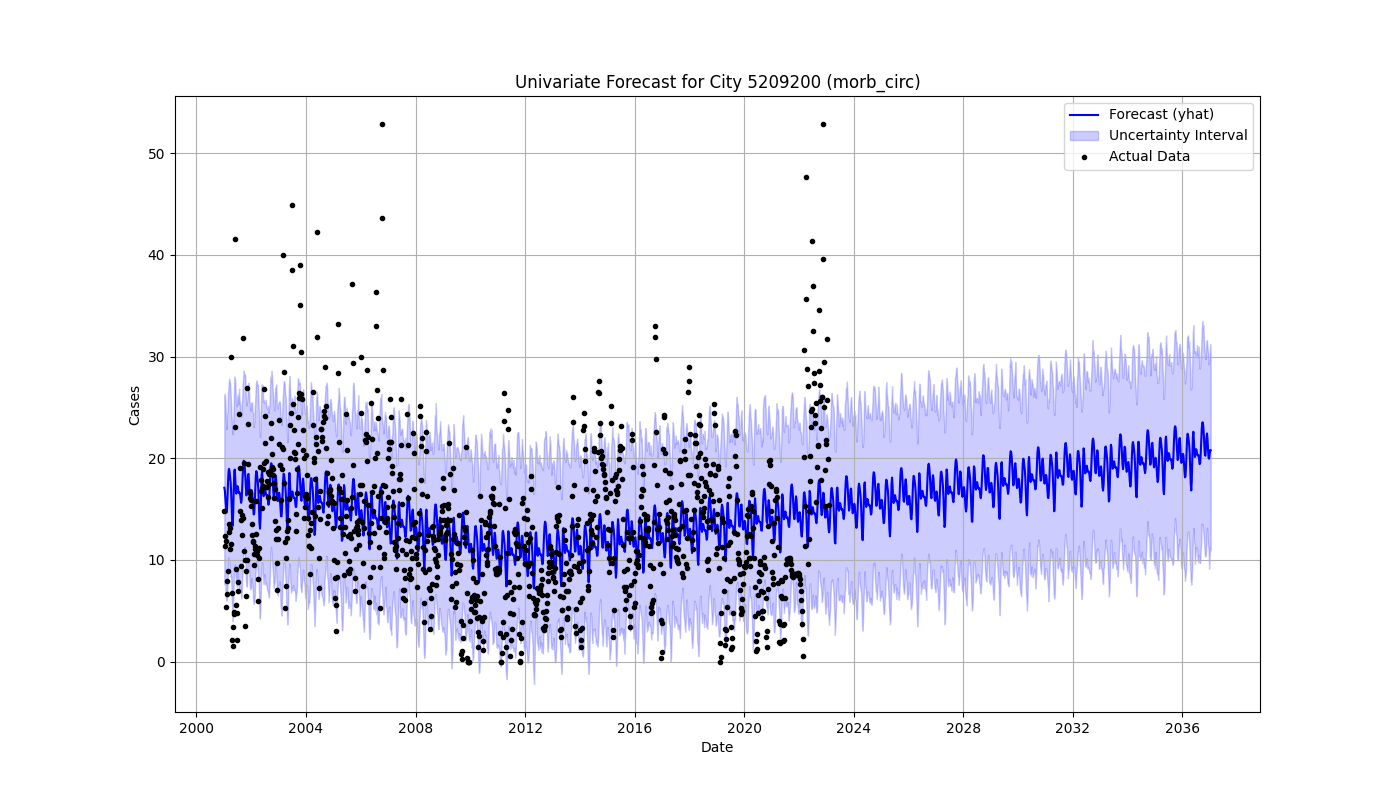 Univariate Forecast for City 5209200 (morb_circ)
Forecast (yhat)
Uncertainty Interval
Actual Data
Cases
50
40
30
20
10
0
2000 2004 2008 2012 2016 2020 2024 2028 2032 2036
Date